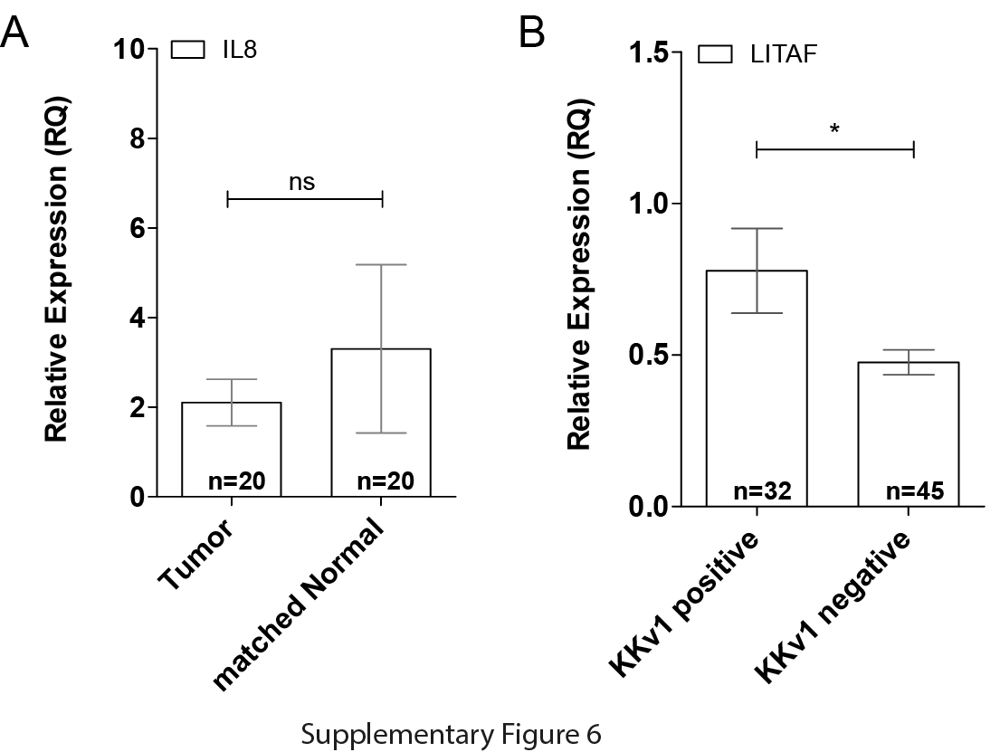 A
IL8
Relative Expression (RQ)
10
8
6
4
2
0
ns
n=20
n=20
Tumor
matched Normal
B
LITAF
Relative Expression (RQ)
1.5
1.0
0.5
0.0
*
n=32
n=45
KKv1 positive
KKv1 negative
Supplementary Figure 6